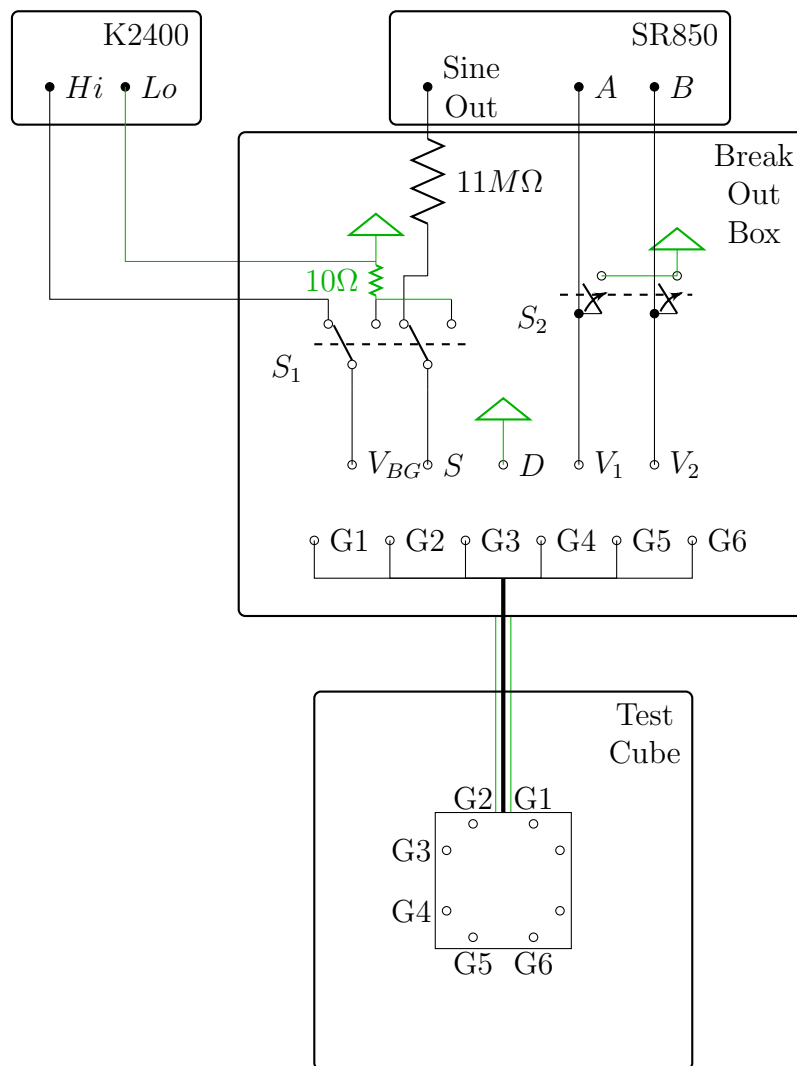 K2400
SR850
Hi
Lo
Sine
Out
A
B
11MΩ
Break
Out
Box
10Ω
S₂
S₁
V_BG
S
D
V₁
V₂
G1
G2
G3
G4
G5
G6
Test
Cube
G2
G1
G3
G4
G5
G6